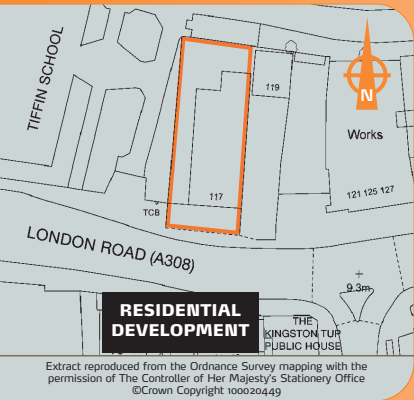 TIFFIN SCHOOL
119
N
Works
117
121 125 127
TCB
LONDON ROAD (A308)
9.3m
RESIDENTIAL
DEVELOPMENT
THE
KINGSTON TUP
PUBLIC HOUSE
Extract reproduced from the Ordnance Survey mapping with the
permission of The Controller of Her Majesty's Stationery Office
©Crown Copyright 100020449